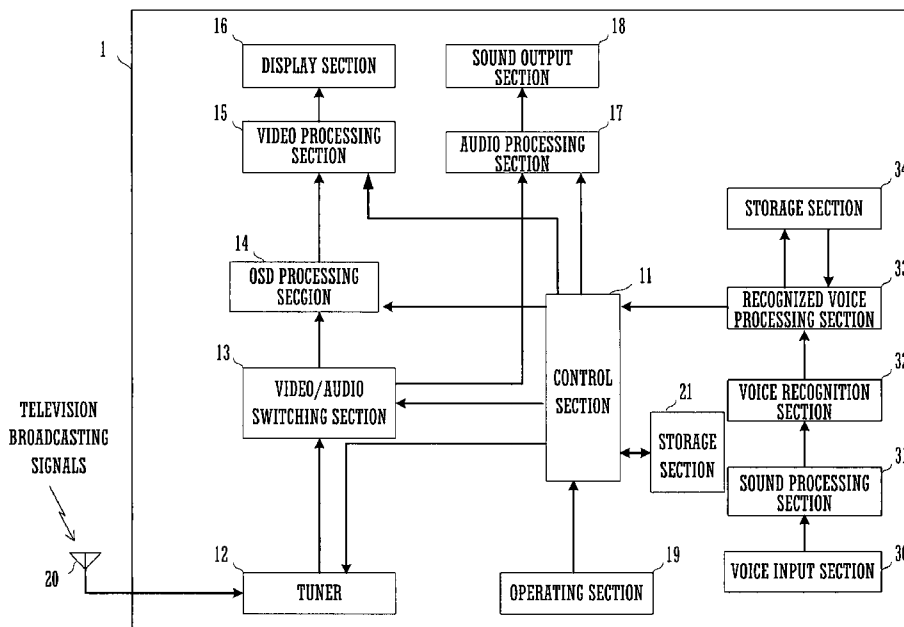 1
16
DISPLAY SECTION
18
SOUND OUTPUT
SECTION
15
VIDEO PROCESSING
SECTION
17
AUDIO PROCESSING
SECTION
34
STORAGE SECTION
14
OSD PROCESSING
SECGION
11
CONTROL
SECTION
33
RECOGNIZED VOICE
PROCESSING SECTION
13
VIDEO/AUDIO
SWITCHING SECTION
32
VOICE RECOGNITION
SECTION
21
STORAGE
SECTION
TELEVISION
BROADCASTING
SIGNALS
31
SOUND PROCESSING
SECTION
20
12
TUNER
19
OPERATING SECTION
30
VOICE INPUT SECTION